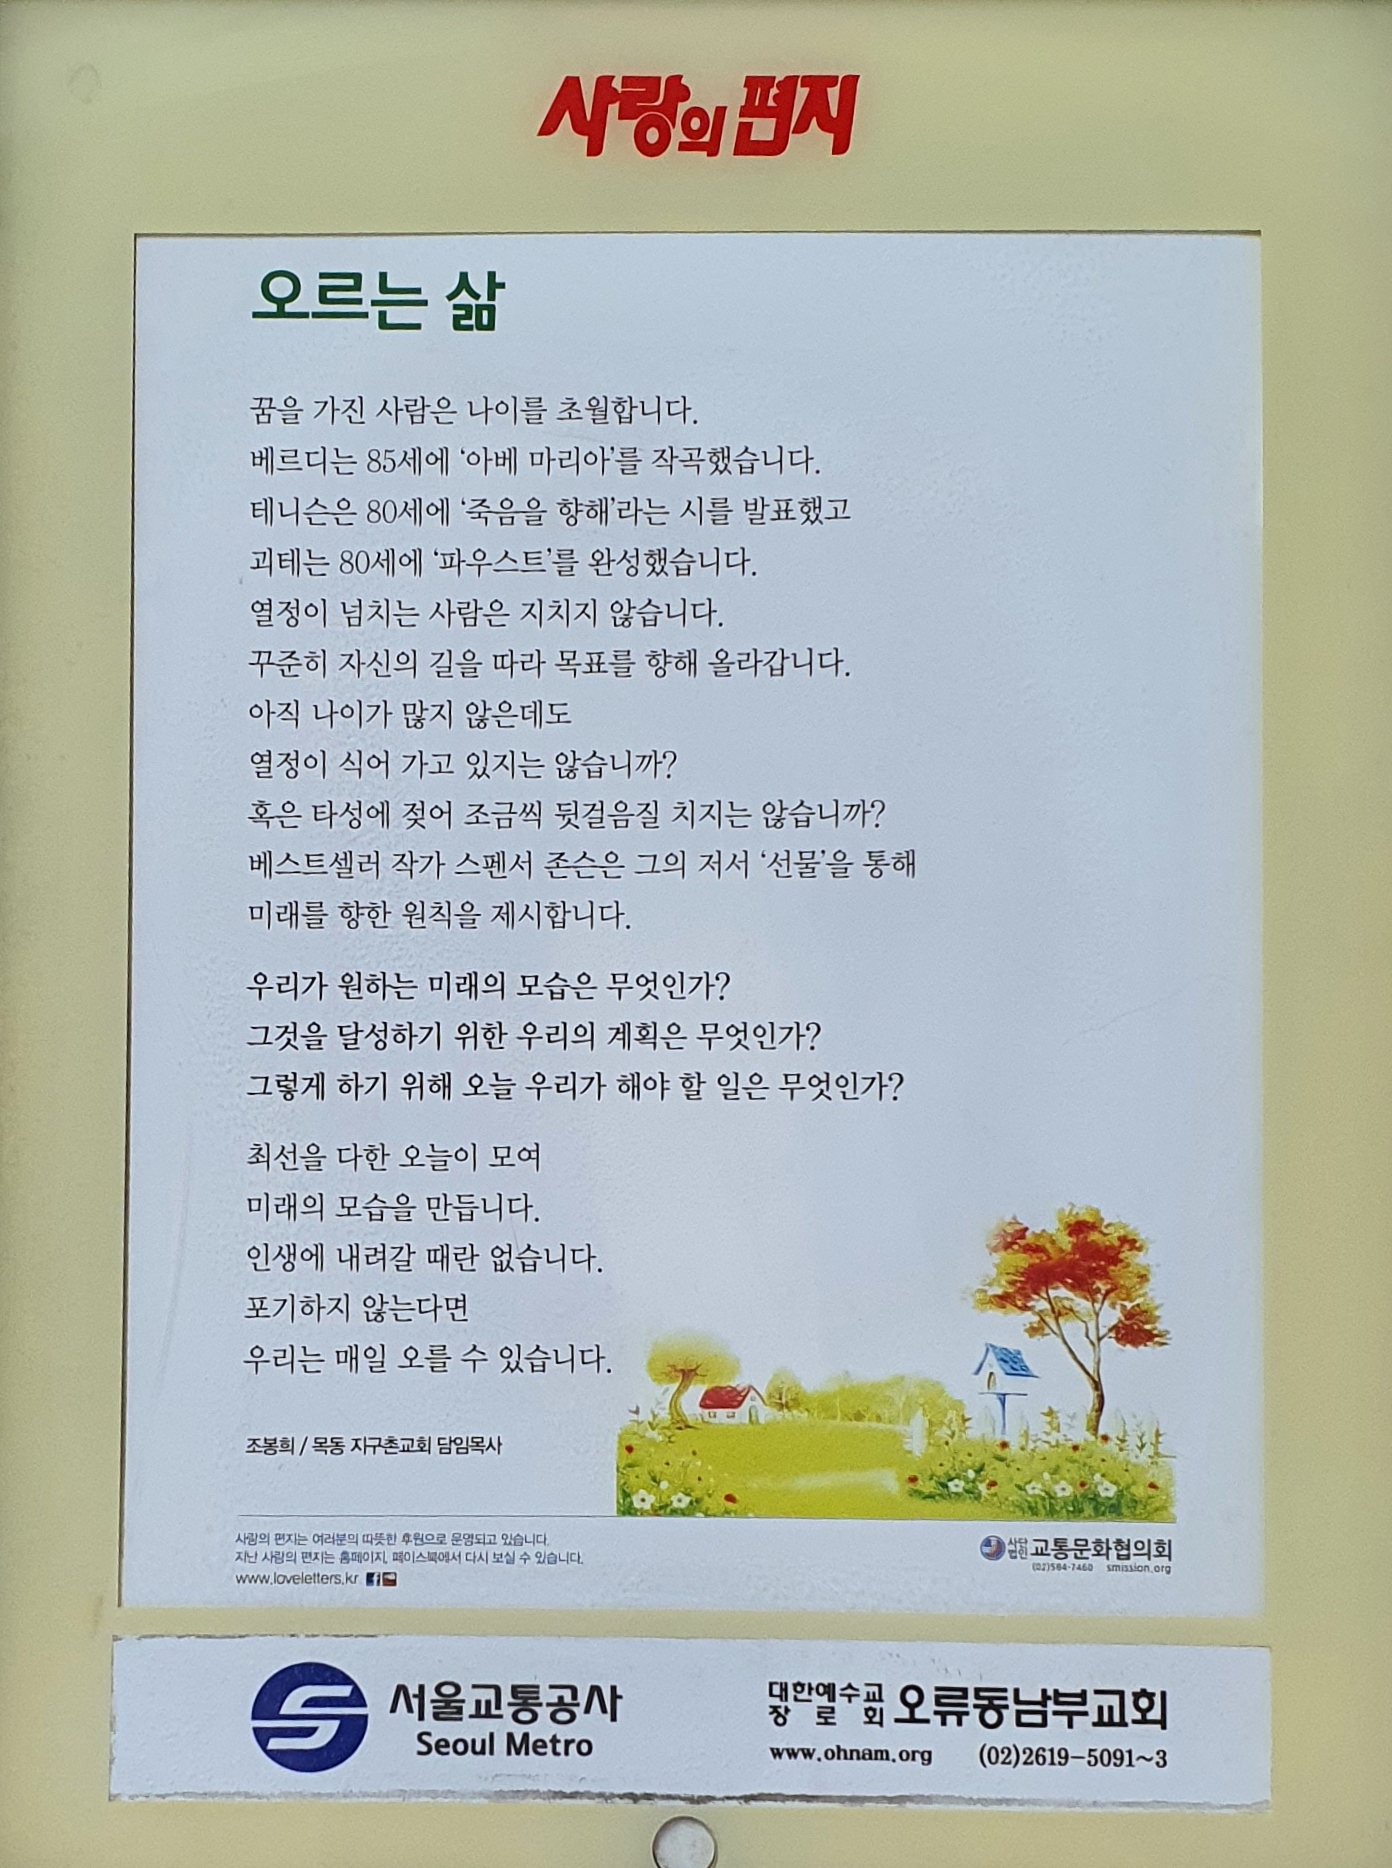 사랑의 편지
오르는 삶
꿈을 가진 사람은 나이를 초월합니다.
베르디는 85세에 ‘아베 마리아’를 작곡했습니다.
테니슨은 80세에 ‘죽음을 향해’라는 시를 발표했고
괴테는 80세에 ‘파우스트’를 완성했습니다.
열정이 넘치는 사람은 지치지 않습니다.
꾸준히 자신의 길을 따라 목표를 향해 올라갑니다.
아직 나이가 많지 않은데도
열정이 식어 가고 있지는 않습니까?
혹은 타성에 젖어 조금씩 뒷걸음질 치지는 않습니까?
베스트셀러 작가 스펜서 존슨은 그의 저서 ‘선물’을 통해
미래를 향한 원칙을 제시합니다.
우리가 원하는 미래의 모습은 무엇인가?
그것을 달성하기 위한 우리의 계획은 무엇인가?
그렇게 하기 위해 오늘 우리가 해야 할 일은 무엇인가?
최선을 다한 오늘이 모여
미래의 모습을 만듭니다.
인생에 내려갈 때란 없습니다.
포기하지 않는다면
우리는 매일 오를 수 있습니다.
조봉희 / 목동 지구촌교회 담임목사
사랑의 편지는 여러분의 따뜻한 후원으로 운영되고 있습니다.
지난 사랑의 편지는 홈페이지, 페이스북에서 다시 보실 수 있습니다.
www.loveletters.kr
사단법인 교통문화협의회
(02)584-7460 smission.org
서울교통공사
Seoul Metro
대한예수교장로회 오류동남부교회
www.ohnam.org (02)2619-5091~3